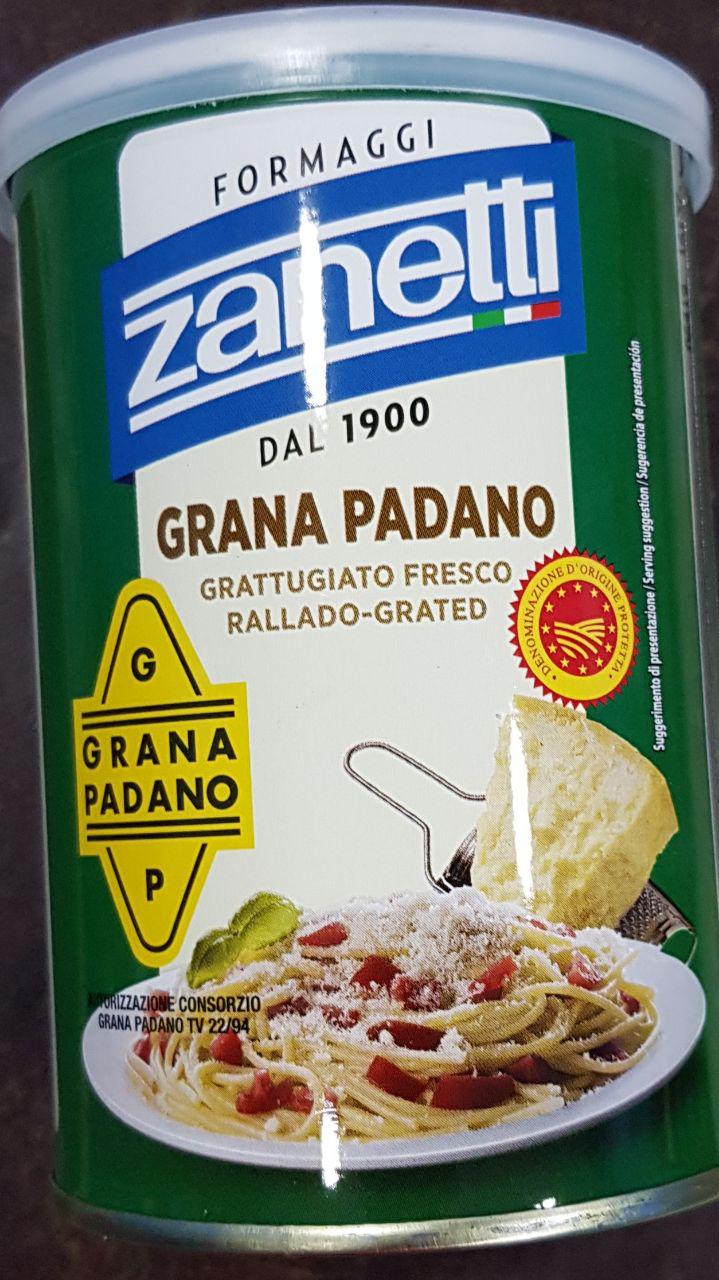 FORMAGGI
zanetti
DAL 1900
GRANA PADANO
GRATTUGIATO FRESCO
RALLADO-GRATED
DENOMINAZIONE D'ORIGINE PROTETTA
Suggerimento di presentazione / Serving suggestion / Sugerencia de presentación
G
GRANA
PADANO
P
AUTORIZZAZIONE CONSORZIO
GRANA PADANO TV 22/94